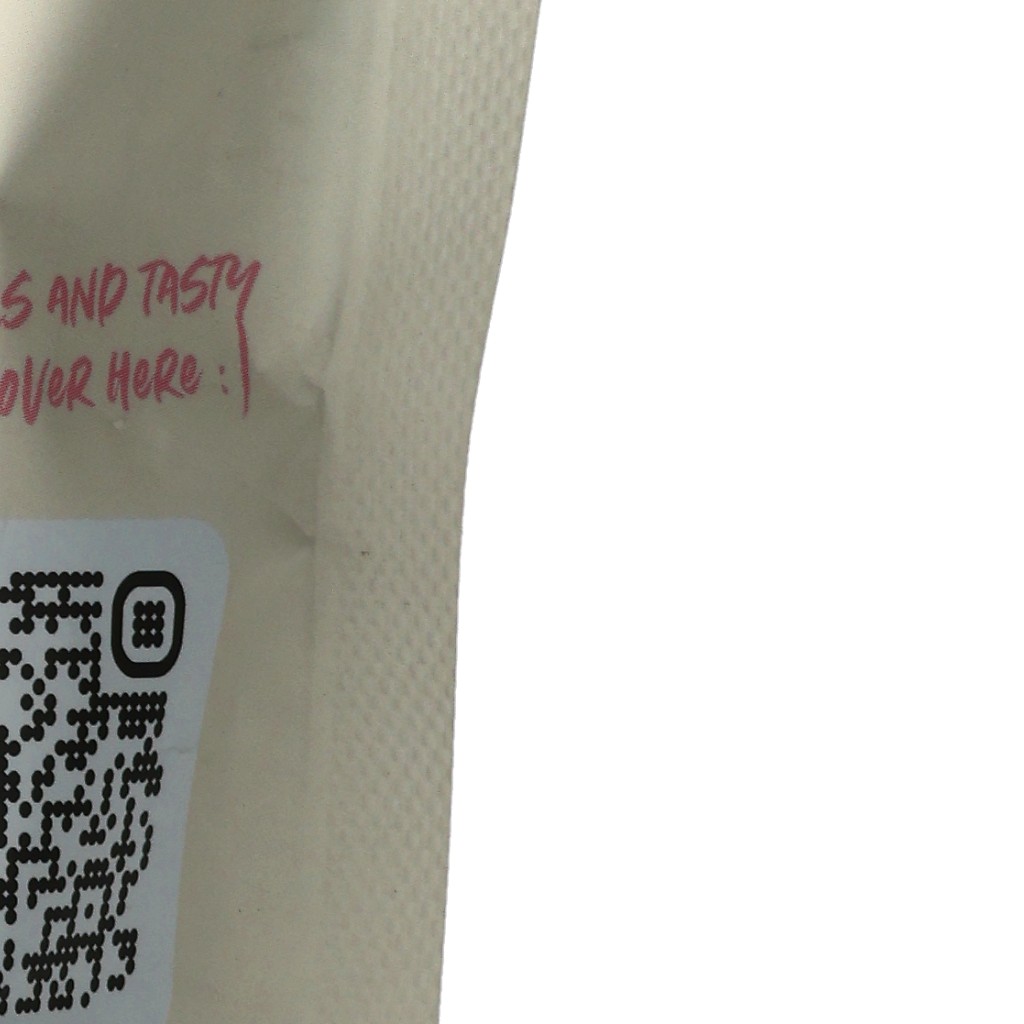 S AND TASTY
OVER HERE :)